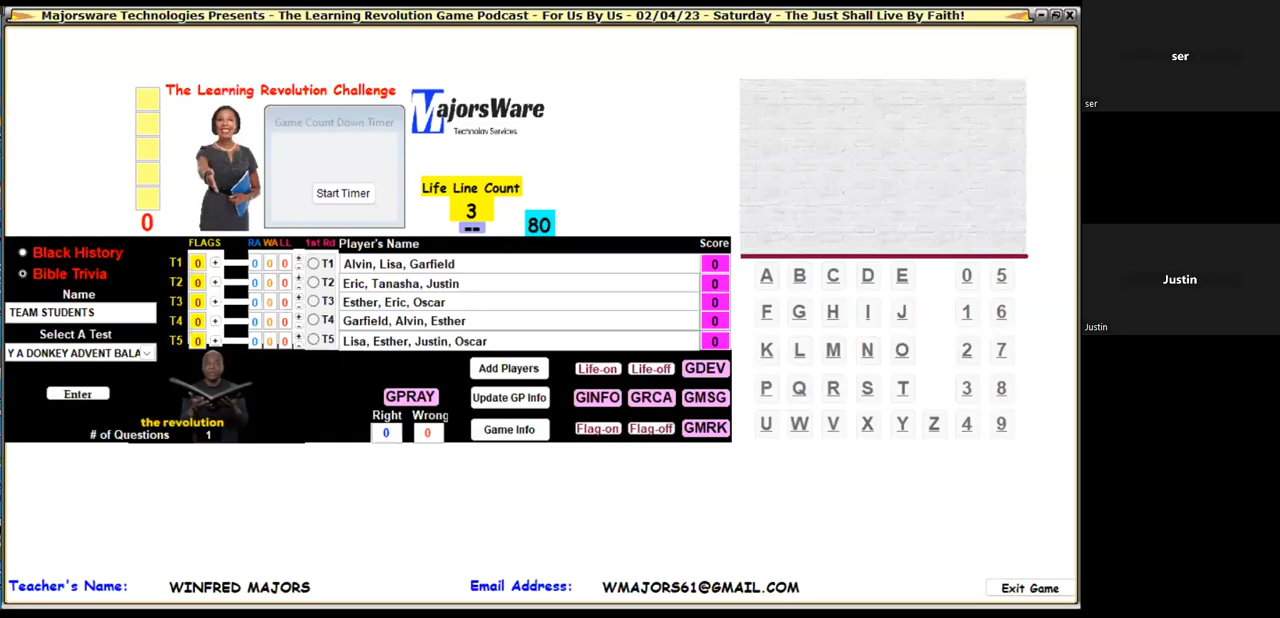 Majorsware Technologies Presents - The Learning Revolution Game Podcast - For Us By Us - 02/04/23 - Saturday - The Just Shall Live By Faith!
ser
ser
Justin
Justin
The Learning Revolution Challenge
Game Count Down Timer
Start Timer
MajorsWare
Technology Services
Life Line Count
3
--
80
0
FLAGS RA WA LL 1st Rd Player's Name Score
T1 0 + 0 0 0 + - T1 Alvin, Lisa, Garfield 0
T2 0 + 0 0 0 + - T2 Eric, Tanasha, Justin 0
T3 0 + 0 0 0 + - T3 Esther, Eric, Oscar 0
T4 0 + 0 0 0 + - T4 Garfield, Alvin, Esther 0
T5 0 + 0 0 0 + - T5 Lisa, Esther, Justin, Oscar 0
Black History
Bible Trivia
Name
TEAM STUDENTS
Select A Test
Y A DONKEY ADVENT BALA
Enter
the revolution
# of Questions 1
GPRAY
Right Wrong
0 0
Add Players Life-on Life-off GDEV
Update GP Info GINFO GRCA GMSG
Game Info Flag-on Flag-off GMRK
A B C D E 0 5
F G H I J 1 6
K L M N O 2 7
P Q R S T 3 8
U W V X Y Z 4 9
Teacher's Name: WINFRED MAJORS Email Address: WMAJORS61@GMAIL.COM
Exit Game